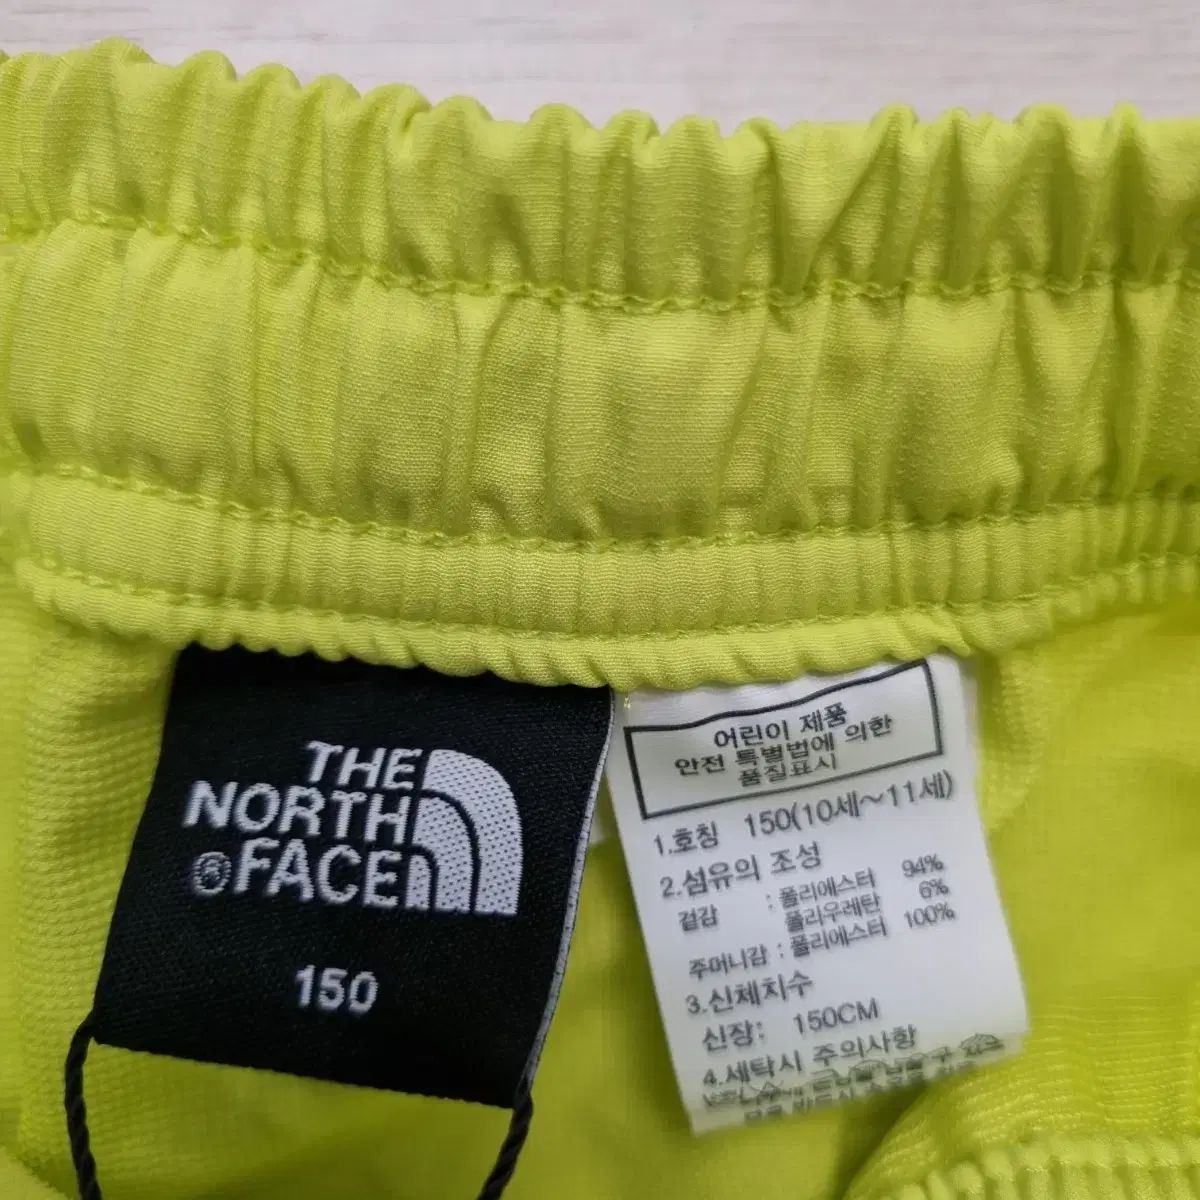 THE
NORTH
FACE
®
150
어린이 제품
안전 특별법에 의한
품질표시
1.호칭 150(10세~11세)
2.섬유의 조성
겉감 : 폴리에스터 94%
폴리우레탄 6%
주머니감 : 폴리에스터 100%
3.신체치수
신장: 150CM
4.세탁시 주의사항